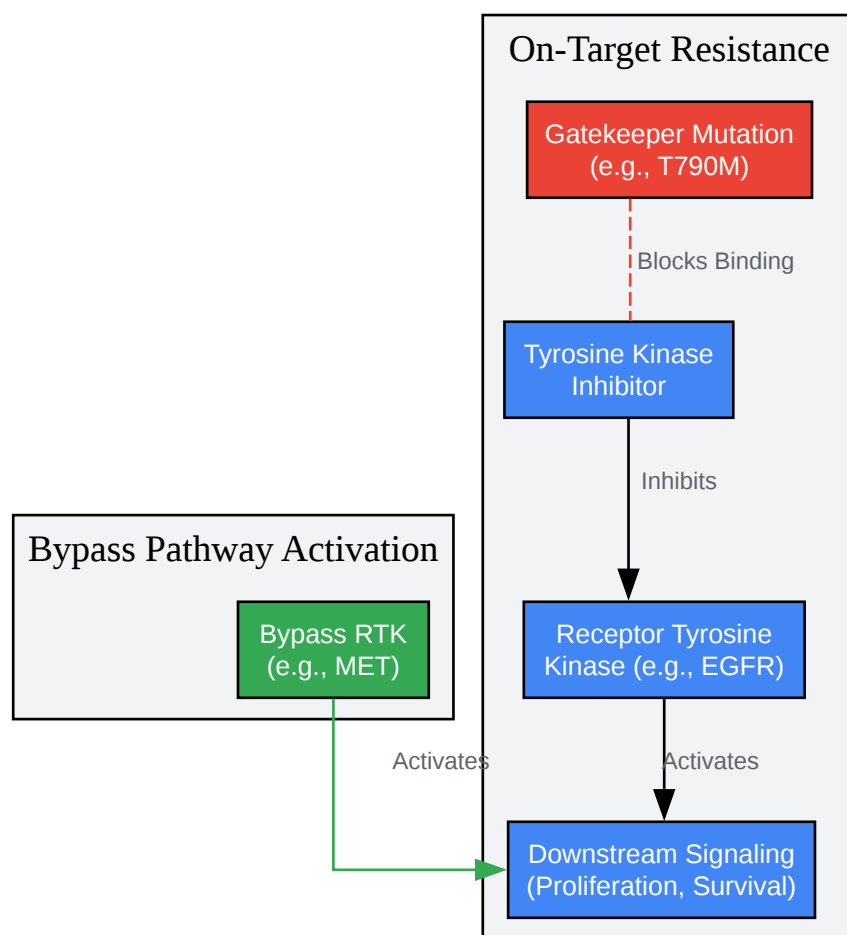 On-Target Resistance
Gatekeeper Mutation
(e.g., T790M)
Blocks Binding
Tyrosine Kinase
Inhibitor
Inhibits
Bypass Pathway Activation
Bypass RTK
(e.g., MET)
Receptor Tyrosine
Kinase (e.g., EGFR)
Activates
Activates
Downstream Signaling
(Proliferation, Survival)